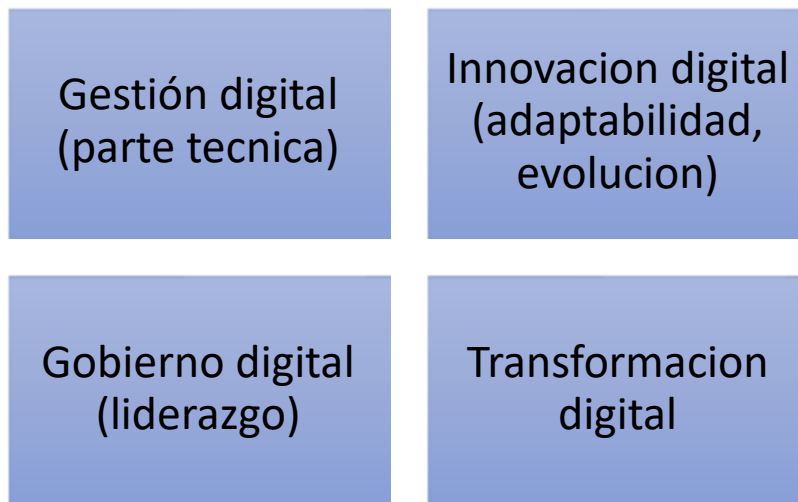 Gestión digital
(parte tecnica)
Innovacion digital
(adaptabilidad,
evolucion)
Gobierno digital
(liderazgo)
Transformacion
digital